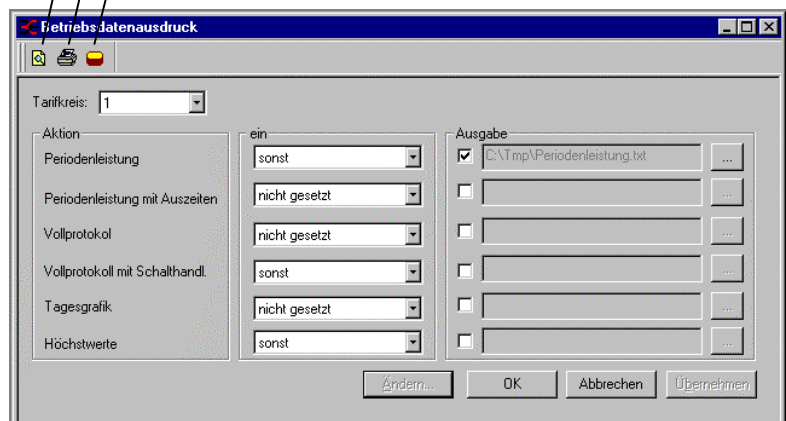 Betriebsdatenausdruck
Tarifkreis: 1
Aktion ein Ausgabe
Periodenleistung sonst C:\Tmp\Periodenleistung.txt ...
Periodenleistung mit Auszeiten nicht gesetzt ...
Vollprotokol nicht gesetzt ...
Vollprotokoll mit Schalthandl. sonst ...
Tagesgrafik nicht gesetzt ...
Höchstwerte sonst ...
Ändern... OK Abbrechen Übernehmen